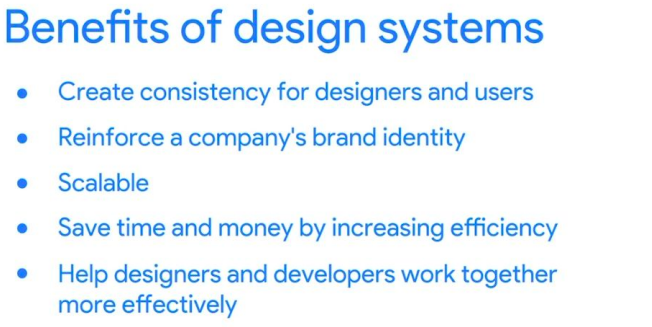 Benefits of design systems
● Create consistency for designers and users
● Reinforce a company's brand identity
● Scalable
● Save time and money by increasing efficiency
● Help designers and developers work together
more effectively